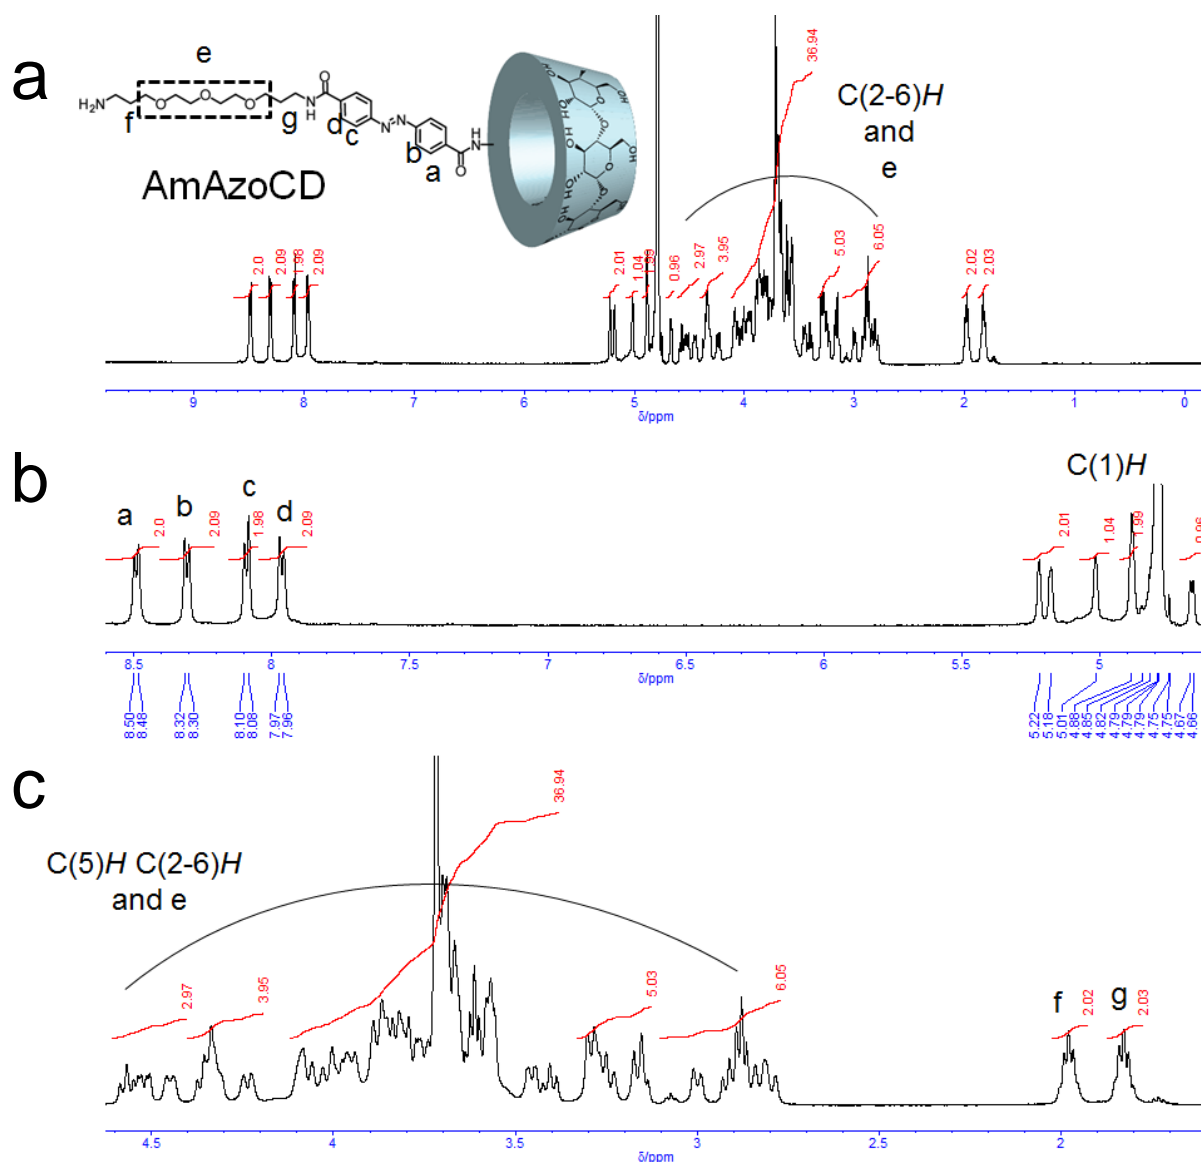 a
e
H₂N
O
O
O
f
g
N
H
O
d
c
N
N
b
a
O
NH
OH
O
HO
OH
AmAzoCD
C(2-6)H
and
e
36.94
2.0
2.09
1.98
2.09
2.01
1.04
1.99
0.96
2.97
3.95
5.03
6.05
2.02
2.03
9 8 7 6 5 4 3 2 1 0
δ/ppm
b
a b c d
C(1)H
2.0 2.09 1.98 2.09 2.01 1.04 1.99 0.96
8.5 8 7.5 7 6.5 6 5.5 5
δ/ppm
8.50 8.48 8.32 8.30 8.10 8.08 7.97 7.96 5.22 5.18 5.01 4.88 4.85 4.82 4.79 4.79 4.79 4.75 4.75 4.67 4.66
c
C(5)H C(2-6)H
and e
36.94
2.97 3.95 5.03 6.05
f g
2.02 2.03
4.5 4 3.5 3 2.5 2
δ/ppm